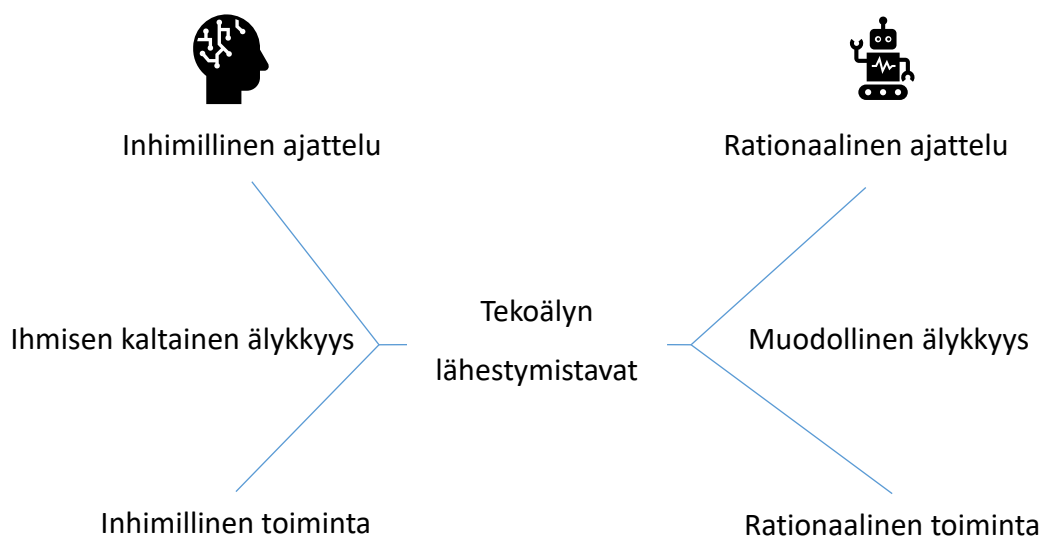 Inhimillinen ajattelu
Rationaalinen ajattelu
Ihmisen kaltainen älykkyys
Tekoälyn
lähestymistavat
Muodollinen älykkyys
Inhimillinen toiminta
Rationaalinen toiminta